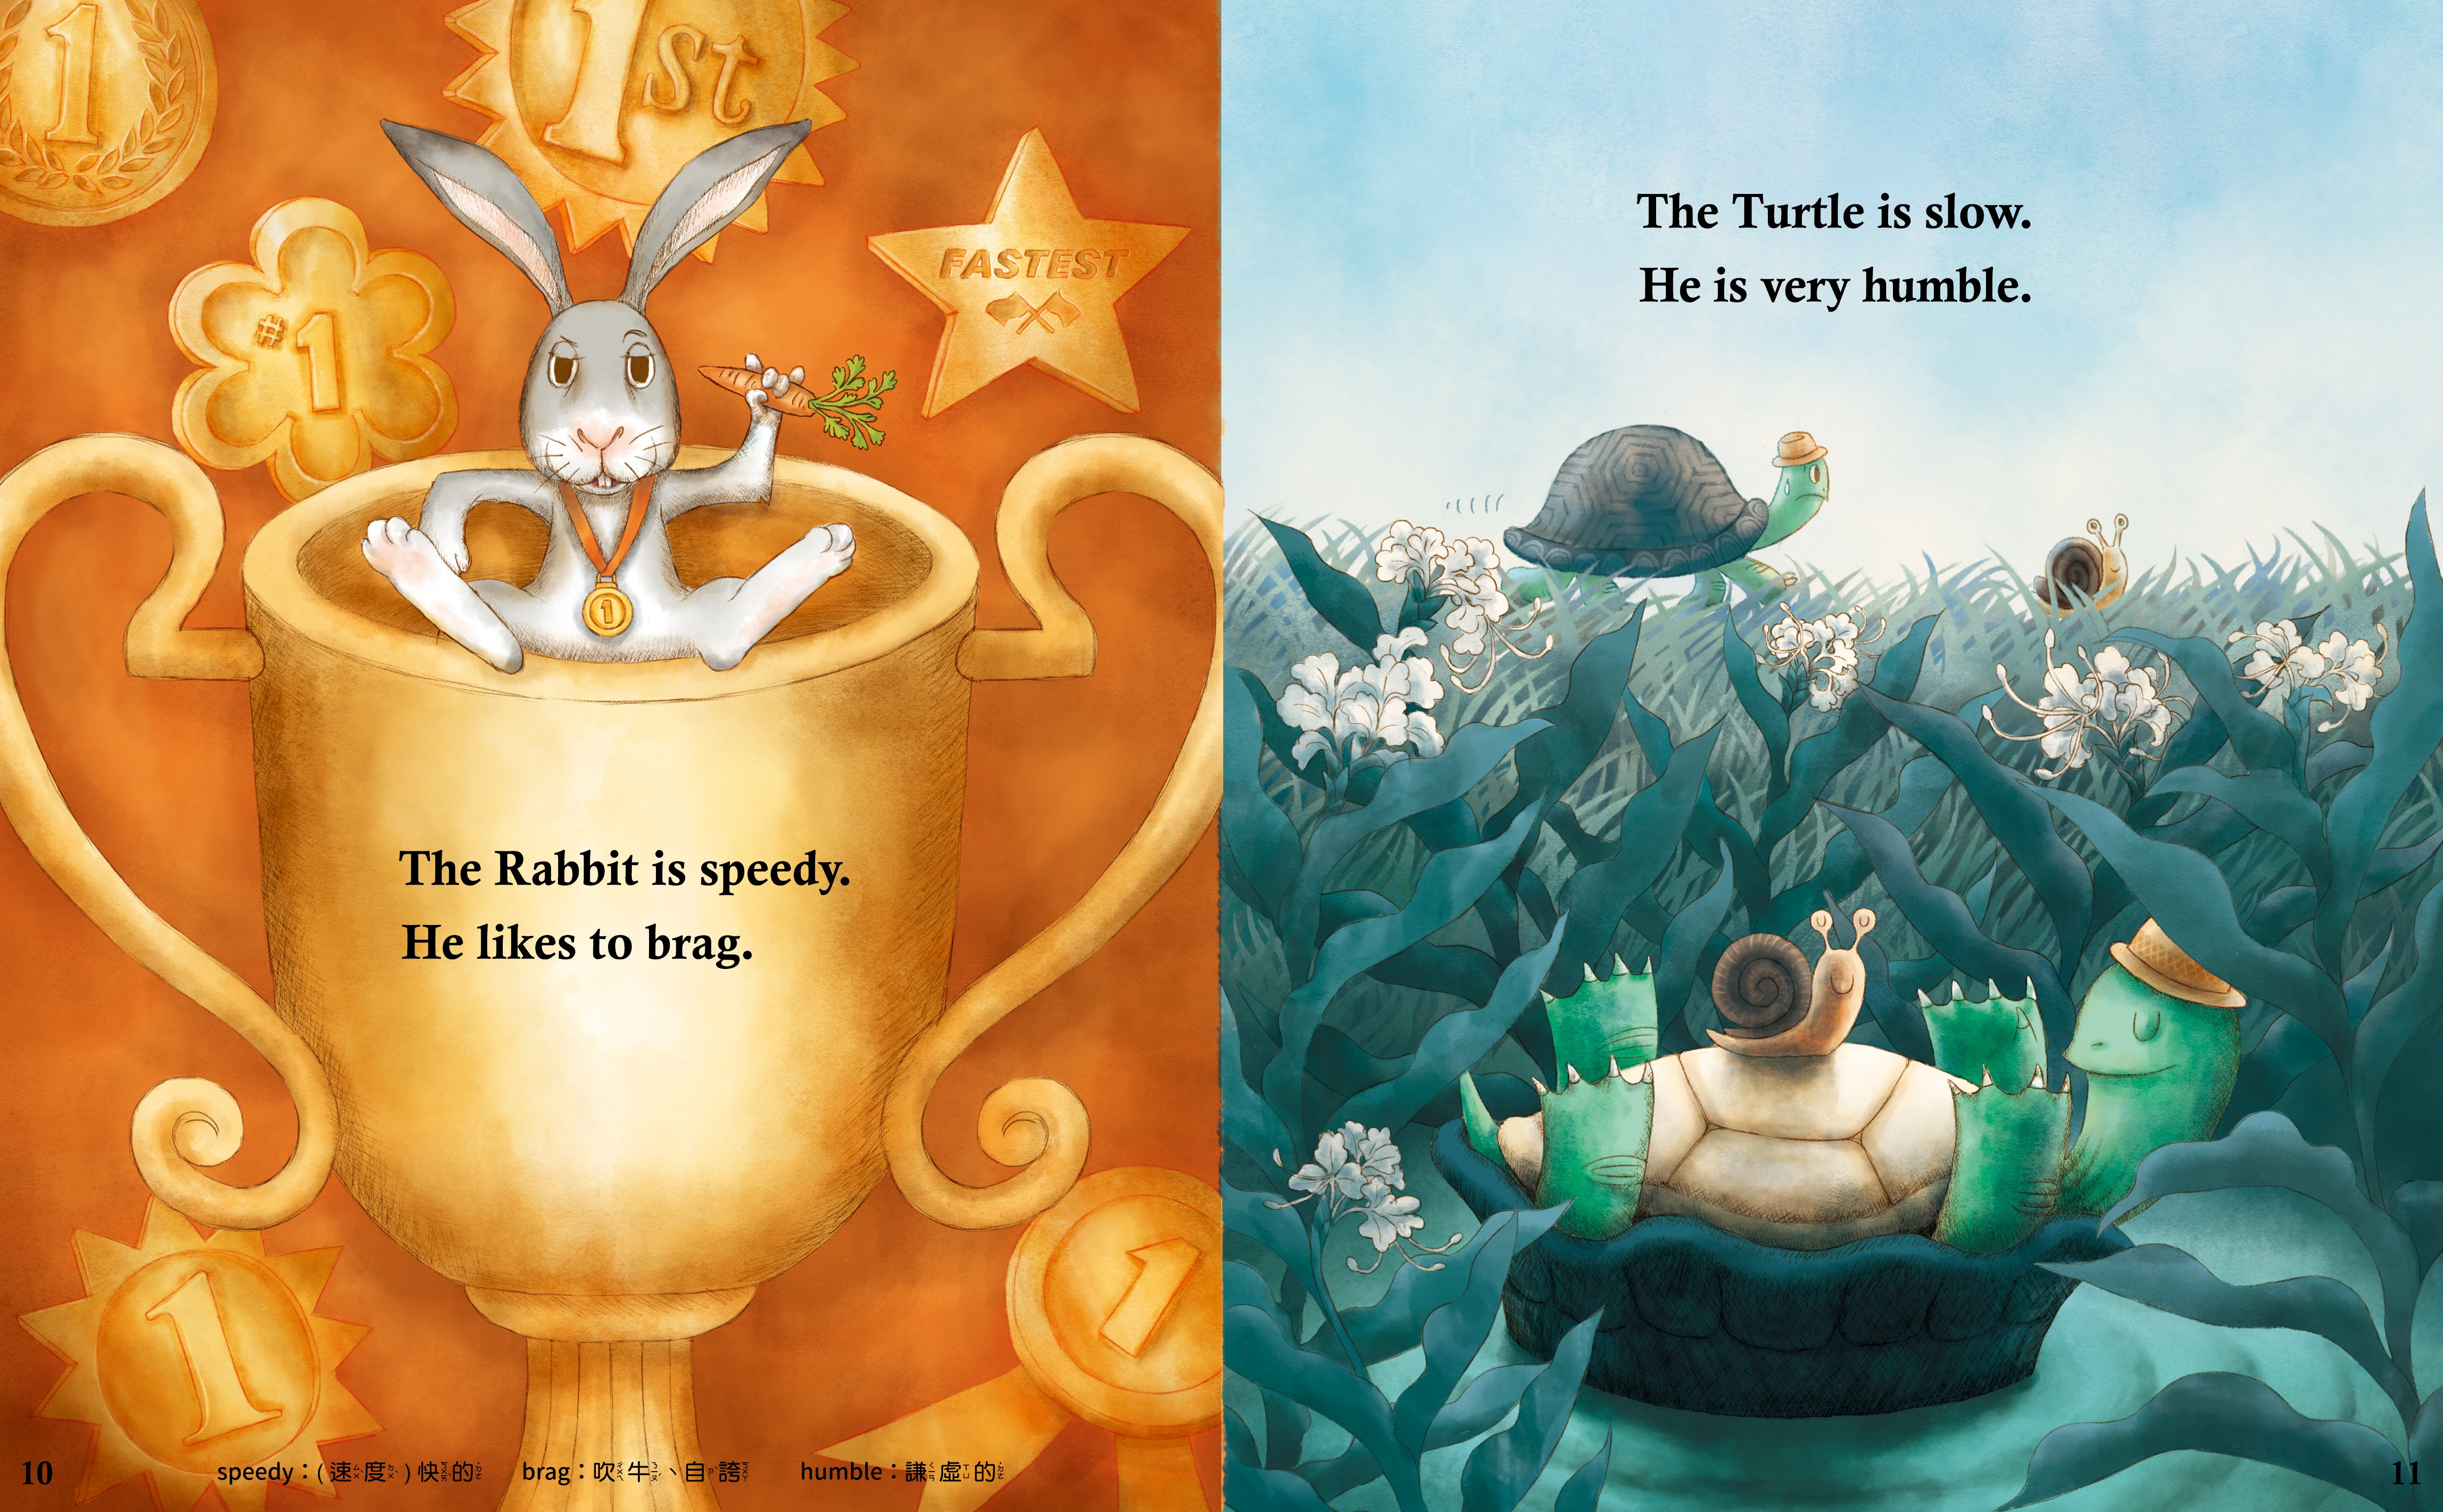 1
1st
#1
FASTEST
1
The Rabbit is speedy.
He likes to brag.
1
1
10
speedy：(速度)快的
brag：吹牛、自誇
humble：謙虛的
The Turtle is slow.
He is very humble.
11